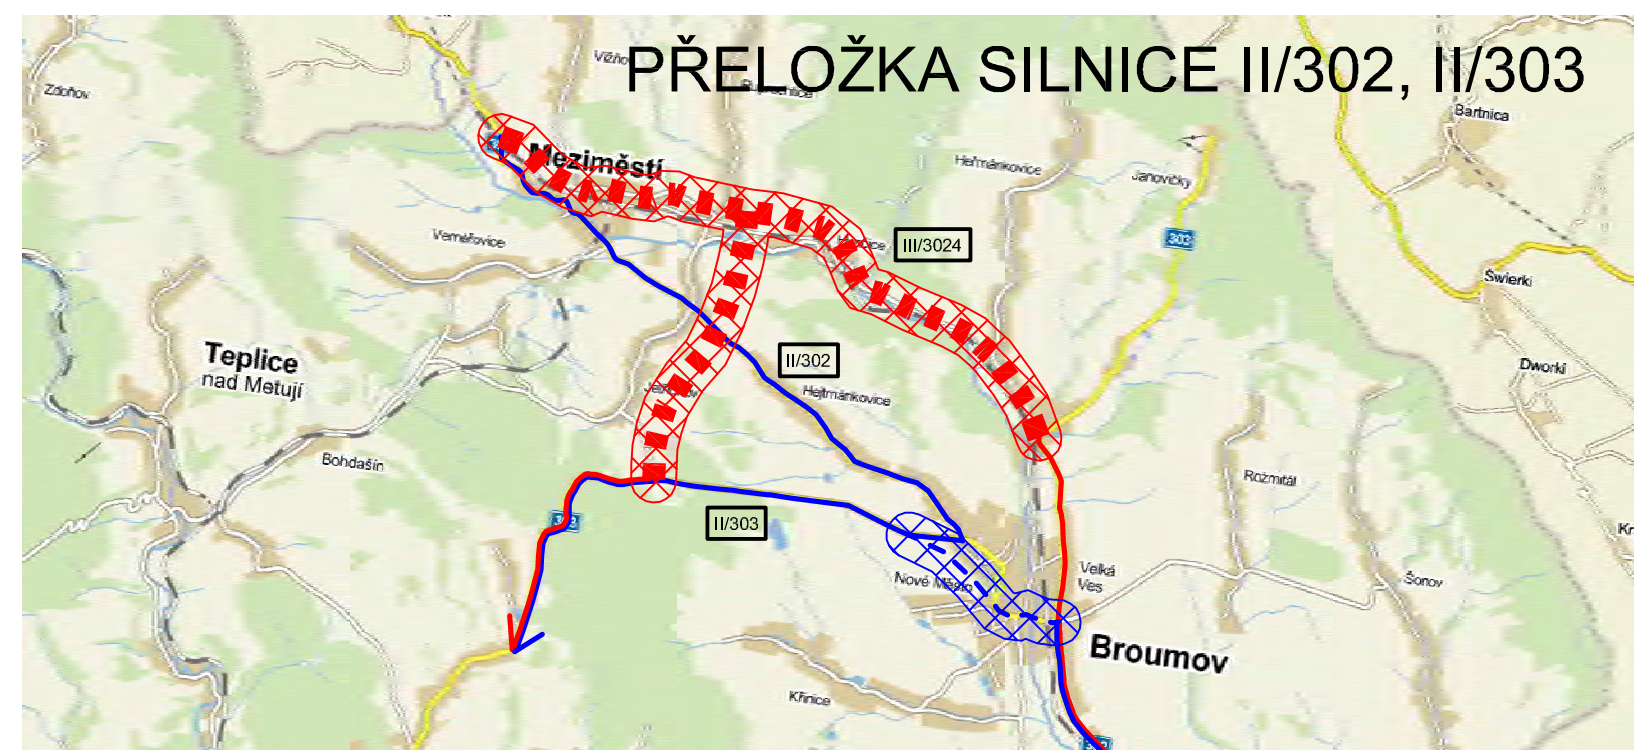 PŘELOŽKA SILNICE II/302, II/303
Zdoňov
Bartnica
Meziměstí
Heřmánkovice
Janovičky
Vernéřovice
III/3024
303
Świerki
Teplice
nad Metují
II/302
Hejtmánkovice
Dworki
Bohdašín
Rožmitál
II/303
Nové Město
Velká
Ves
Šonov
Broumov
Křinice